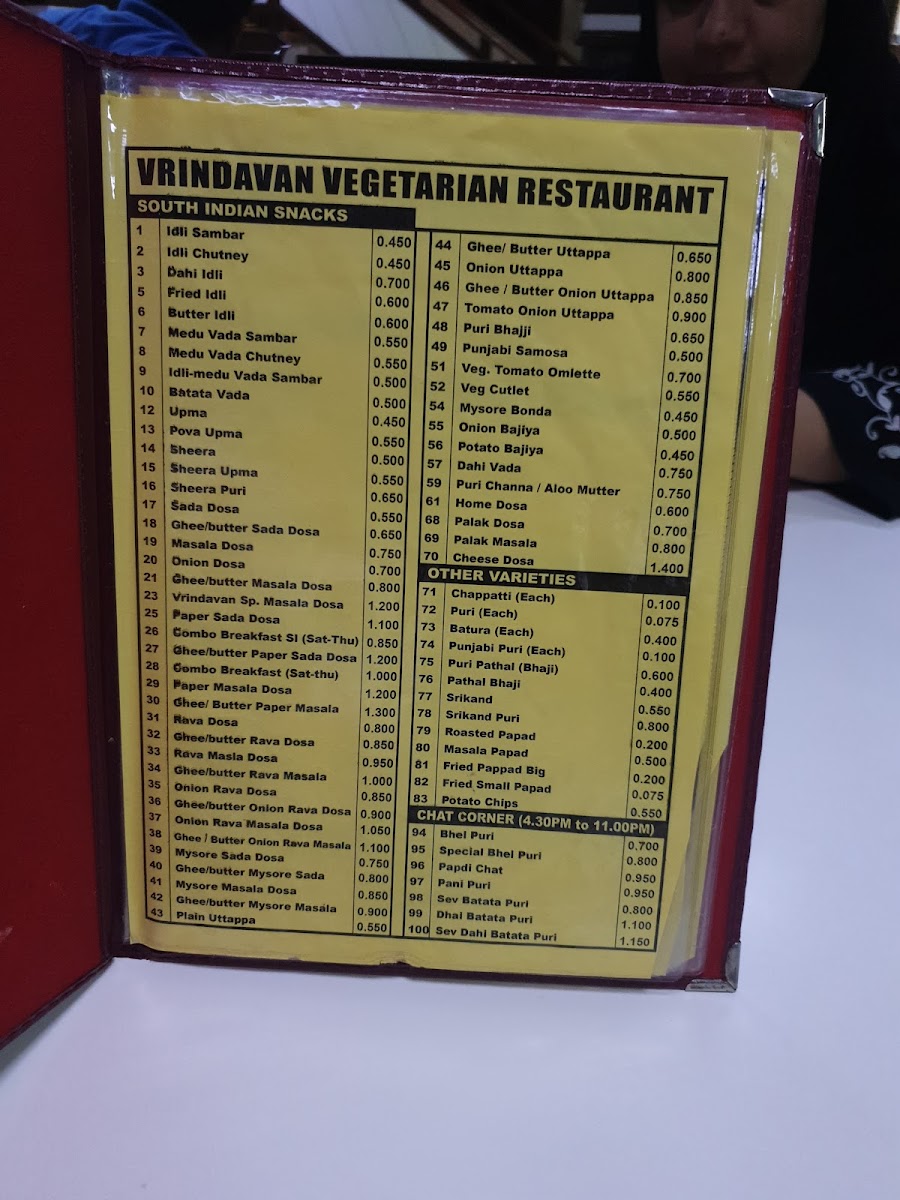 VRINDAVAN VEGETARIAN RESTAURANT
SOUTH INDIAN SNACKS
1 Idli Sambar 0.450
2 Idli Chutney 0.450
3 Dahi Idli 0.700
5 Fried Idli 0.600
6 Butter Idli 0.600
7 Medu Vada Sambar 0.550
8 Medu Vada Chutney 0.550
9 Idli-medu Vada Sambar 0.500
10 Batata Vada 0.500
12 Upma 0.450
13 Pova Upma 0.550
14 Sheera 0.500
15 Sheera Upma 0.550
16 Sheera Puri 0.650
17 Sada Dosa 0.550
18 Ghee/butter Sada Dosa 0.650
19 Masala Dosa 0.750
20 Onion Dosa 0.700
21 Ghee/butter Masala Dosa 0.800
23 Vrindavan Sp. Masala Dosa 1.200
25 Paper Sada Dosa 1.100
26 Combo Breakfast SI (Sat-Thu) 0.850
27 Ghee/butter Paper Sada Dosa 1.200
28 Combo Breakfast (Sat-thu) 1.000
29 Paper Masala Dosa 1.200
30 Ghee/ Butter Paper Masala 1.300
31 Rava Dosa 0.800
32 Ghee/butter Rava Dosa 0.850
33 Rava Masla Dosa 0.950
34 Ghee/butter Rava Masala 1.000
35 Onion Rava Dosa 0.850
36 Ghee/butter Onion Rava Dosa 0.900
37 Onion Rava Masala Dosa 1.050
38 Ghee / Butter Onion Rava Masala 1.100
39 Mysore Sada Dosa 0.750
40 Ghee/butter Mysore Sada 0.800
41 Mysore Masala Dosa 0.850
42 Ghee/butter Mysore Masala 0.900
43 Plain Uttappa 0.550
44 Ghee/ Butter Uttappa 0.650
45 Onion Uttappa 0.800
46 Ghee / Butter Onion Uttappa 0.850
47 Tomato Onion Uttappa 0.900
48 Puri Bhajji 0.650
49 Punjabi Samosa 0.500
51 Veg. Tomato Omlette 0.700
52 Veg Cutlet 0.550
54 Mysore Bonda 0.450
55 Onion Bajiya 0.500
56 Potato Bajiya 0.450
57 Dahi Vada 0.750
59 Puri Channa / Aloo Mutter 0.750
61 Home Dosa 0.600
68 Palak Dosa 0.700
69 Palak Masala 0.800
70 Cheese Dosa 1.400
OTHER VARIETIES
71 Chappatti (Each) 0.100
72 Puri (Each) 0.075
73 Batura (Each) 0.400
74 Punjabi Puri (Each) 0.100
75 Puri Pathal (Bhaji) 0.600
76 Pathal Bhaji 0.400
77 Srikand 0.550
78 Srikand Puri 0.800
79 Roasted Papad 0.200
80 Masala Papad 0.500
81 Fried Pappad Big 0.200
82 Fried Small Papad 0.075
83 Potato Chips 0.550
CHAT CORNER (4.30PM to 11.00PM)
94 Bhel Puri 0.700
95 Special Bhel Puri 0.800
96 Papdi Chat 0.950
97 Pani Puri 0.950
98 Sev Batata Puri 0.800
99 Dhal Batata Puri 1.100
100 Sev Dahi Batata Puri 1.150